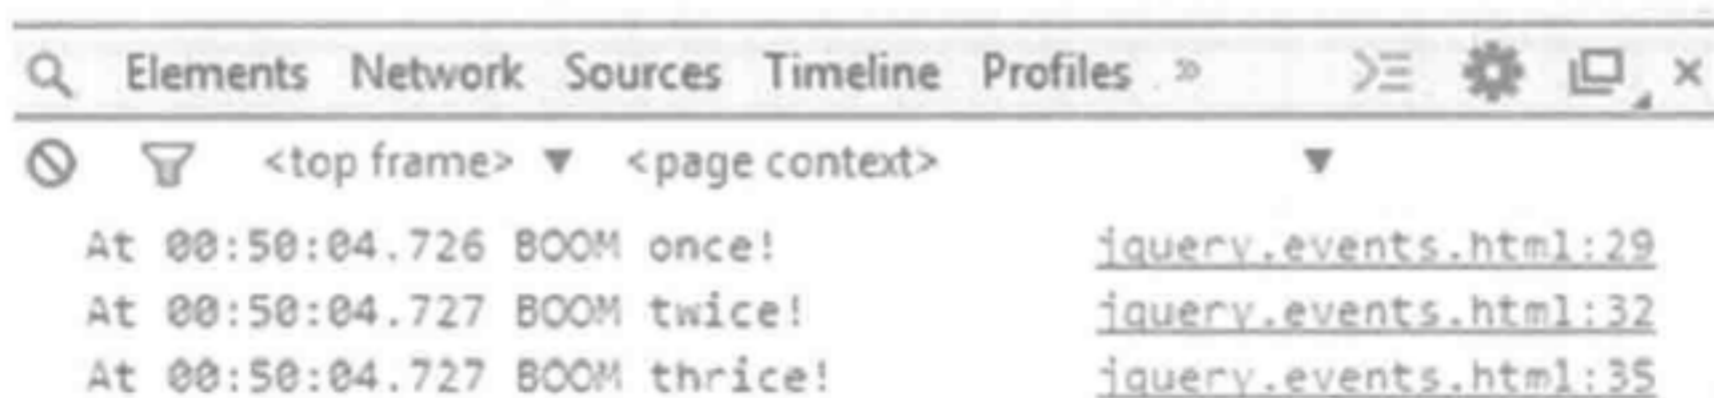 Elements Network Sources Timeline Profiles »
<top frame> ▼ <page context> ▼
At 00:50:04.726 BOOM once! jquery.events.html:29
At 00:50:04.727 BOOM twice! jquery.events.html:32
At 00:50:04.727 BOOM thrice! jquery.events.html:35